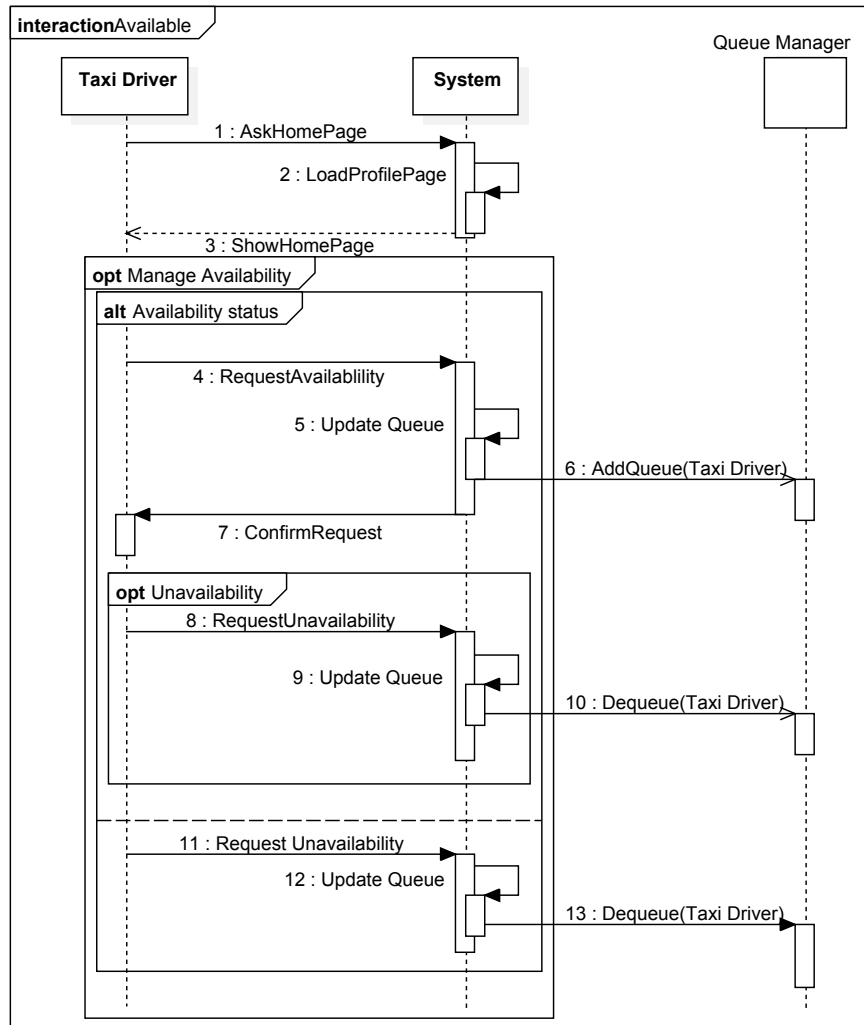 interactionAvailable
Queue Manager
Taxi Driver
System
1 : AskHomePage
2 : LoadProfilePage
3 : ShowHomePage
opt Manage Availability
alt Availability status
4 : RequestAvailablility
5 : Update Queue
6 : AddQueue(Taxi Driver)
7 : ConfirmRequest
opt Unavailability
8 : RequestUnavailability
9 : Update Queue
10 : Dequeue(Taxi Driver)
11 : Request Unavailability
12 : Update Queue
13 : Dequeue(Taxi Driver)